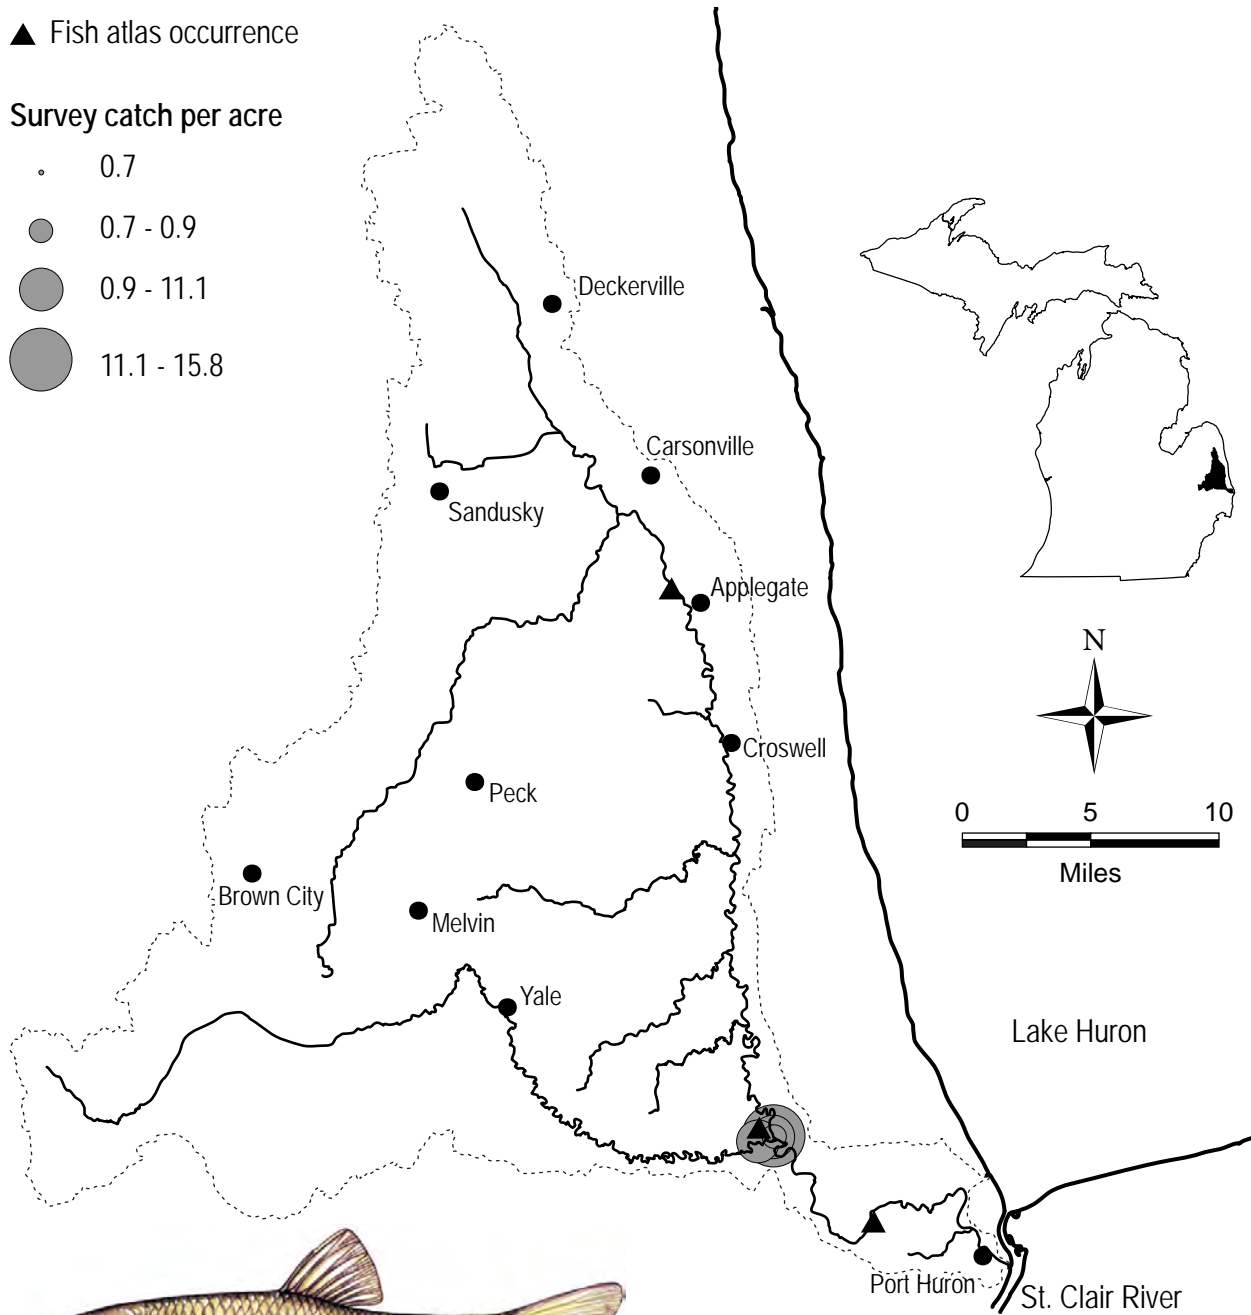 Fish atlas occurrence
Survey catch per acre
0.7
0.7 - 0.9
0.9 - 11.1
11.1 - 15.8
Deckerville
Carsonville
Sandusky
Applegate
N
Croswell
Peck
0 5 10
Miles
Brown City
Melvin
Yale
Lake Huron
Port Huron
St. Clair River